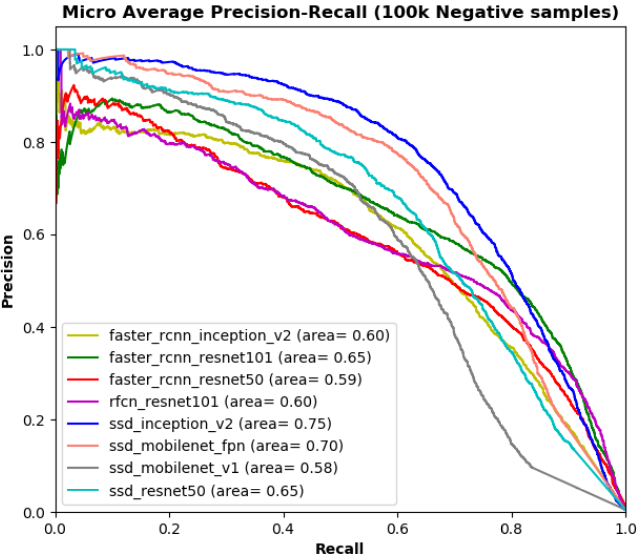 Micro Average Precision-Recall (100k Negative samples)
1.0
0.8
0.6
0.4
0.2
0.0
Precision
faster_rcnn_inception_v2 (area= 0.60)
faster_rcnn_resnet101 (area= 0.65)
faster_rcnn_resnet50 (area= 0.59)
rfcn_resnet101 (area= 0.60)
ssd_inception_v2 (area= 0.75)
ssd_mobilenet_fpn (area= 0.70)
ssd_mobilenet_v1 (area= 0.58)
ssd_resnet50 (area= 0.65)
0.0 0.2 0.4 0.6 0.8 1.0
Recall